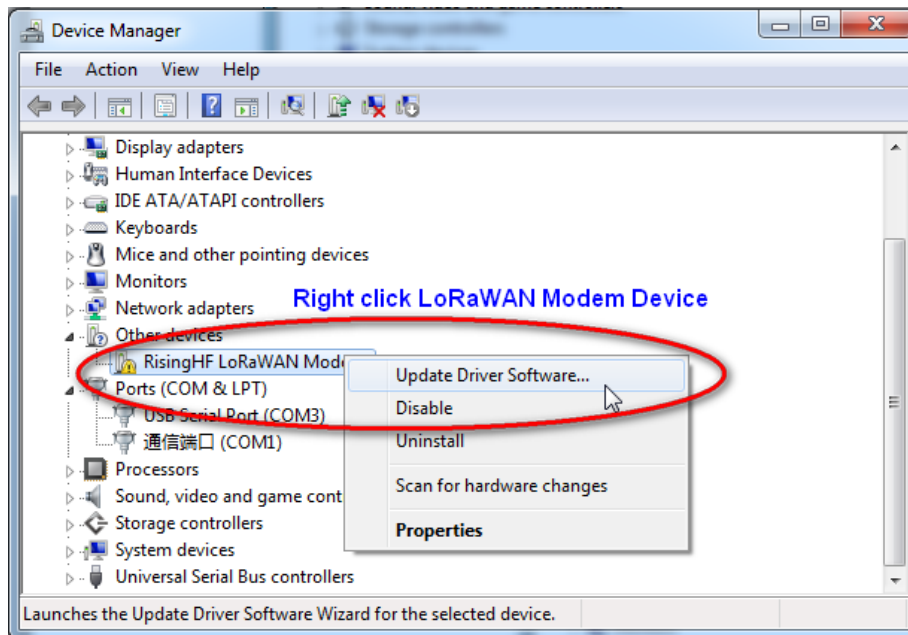 Device Manager
File Action View Help
Display adapters
Human Interface Devices
IDE ATA/ATAPI controllers
Keyboards
Mice and other pointing devices
Monitors
Network adapters
Right click LoRaWAN Modem Device
Other devices
RisingHF LoRaWAN Mode
Update Driver Software...
Ports (COM & LPT)
Disable
USB Serial Port (COM3)
通信端口 (COM1)
Uninstall
Processors
Scan for hardware changes
Sound, video and game cont
Storage controllers
Properties
System devices
Universal Serial Bus controllers
Launches the Update Driver Software Wizard for the selected device.